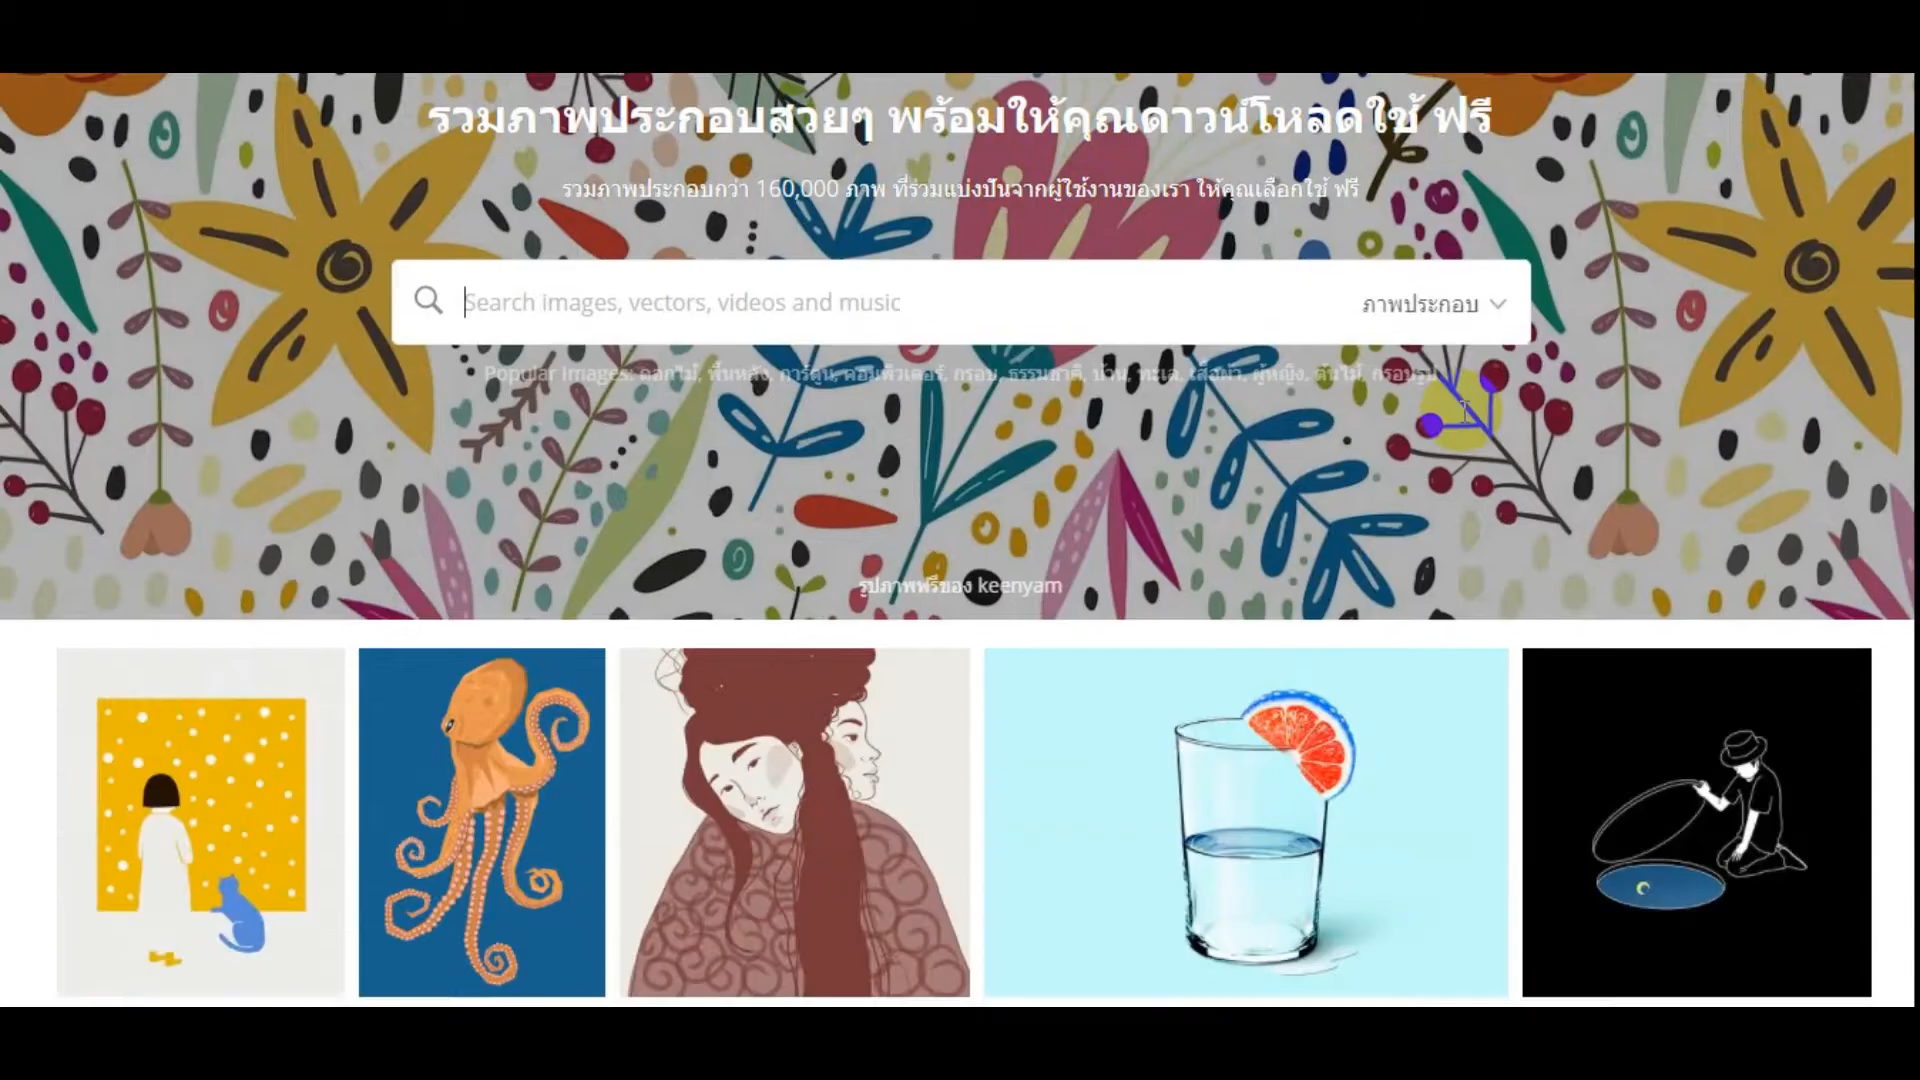 รวมภาพประกอบสวยๆ พร้อมให้คุณดาวน์โหลดใช้ ฟรี
รวมภาพประกอบกว่า 160,000 ภาพ ที่ร่วมแบ่งปันจากผู้ใช้งานของเรา ให้คุณเลือกใช้ ฟรี
Search images, vectors, videos and music
ภาพประกอบ
Popular Images: ดอกไม้, พื้นหลัง, การ์ตูน, คอมพิวเตอร์, กรอบ, ธรรมชาติ, บ้าน, ทะเล, เสื้อผ้า, ผู้หญิง, ต้นไม้, กรอบรูป
รูปภาพฟรีของ keenyam